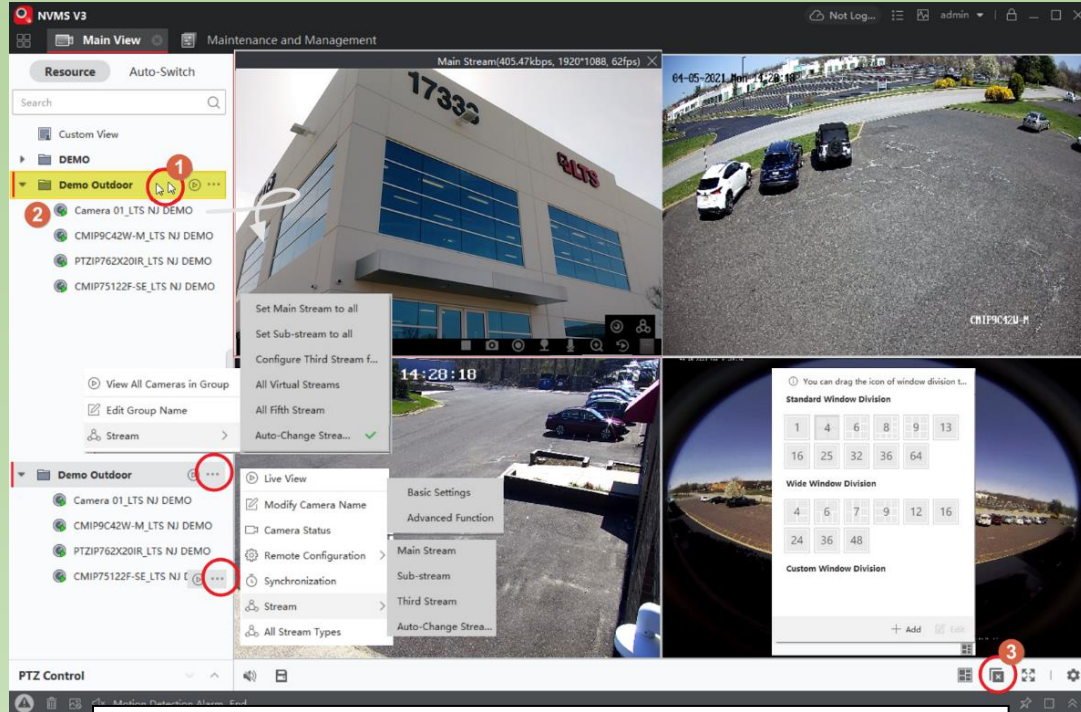 NVMS V3
Not Log...
admin
Main View
Maintenance and Management
Resource
Auto-Switch
Search
Custom View
DEMO
1
Demo Outdoor
2
Camera 01_LTS NJ DEMO
CMIP9C42W-M_LTS NJ DEMO
PTZIP762X20IR_LTS NJ DEMO
CMIP75122F-SE_LTS NJ DEMO
Main Stream(405.47kbps, 1920*1088, 62fps)
17333
LTS
04-05-2021 Mon 14:28:18
CMIP9C42W-M
Set Main Stream to all
Set Sub-stream to all
Configure Third Stream f...
All Virtual Streams
All Fifth Stream
Auto-Change Strea...
View All Cameras in Group
Edit Group Name
Stream
14:28:18
Demo Outdoor
Camera 01_LTS NJ DEMO
CMIP9C42W-M_LTS NJ DEMO
PTZIP762X20IR_LTS NJ DEMO
CMIP75122F-SE_LTS NJ
Live View
Modify Camera Name
Camera Status
Remote Configuration
Synchronization
Stream
All Stream Types
Basic Settings
Advanced Function
Main Stream
Sub-stream
Third Stream
Auto-Change Strea...
You can drag the icon of window division t...
Standard Window Division
1 4 6 8 9 13
16 25 32 36 64
Wide Window Division
4 6 7 9 12 16
24 36 48
Custom Window Division
Add
Edit
3
PTZ Control
Motion Detection Alarm End